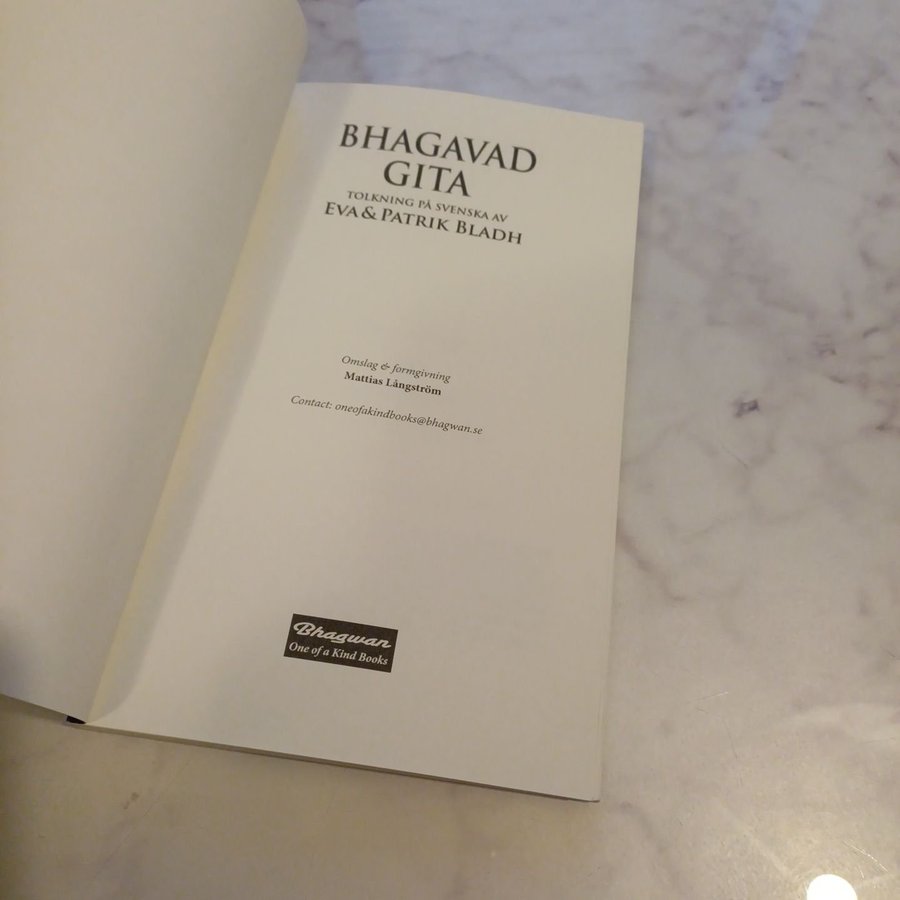 BHAGAVAD
GITA
TOLKNING PÅ SVENSKA AV
EVA & PATRIK BLADH
Omslag & formgivning
Mattias Långström
Contact: oneofakindbooks@bhagwan.se
Bhagwan
One of a Kind Books